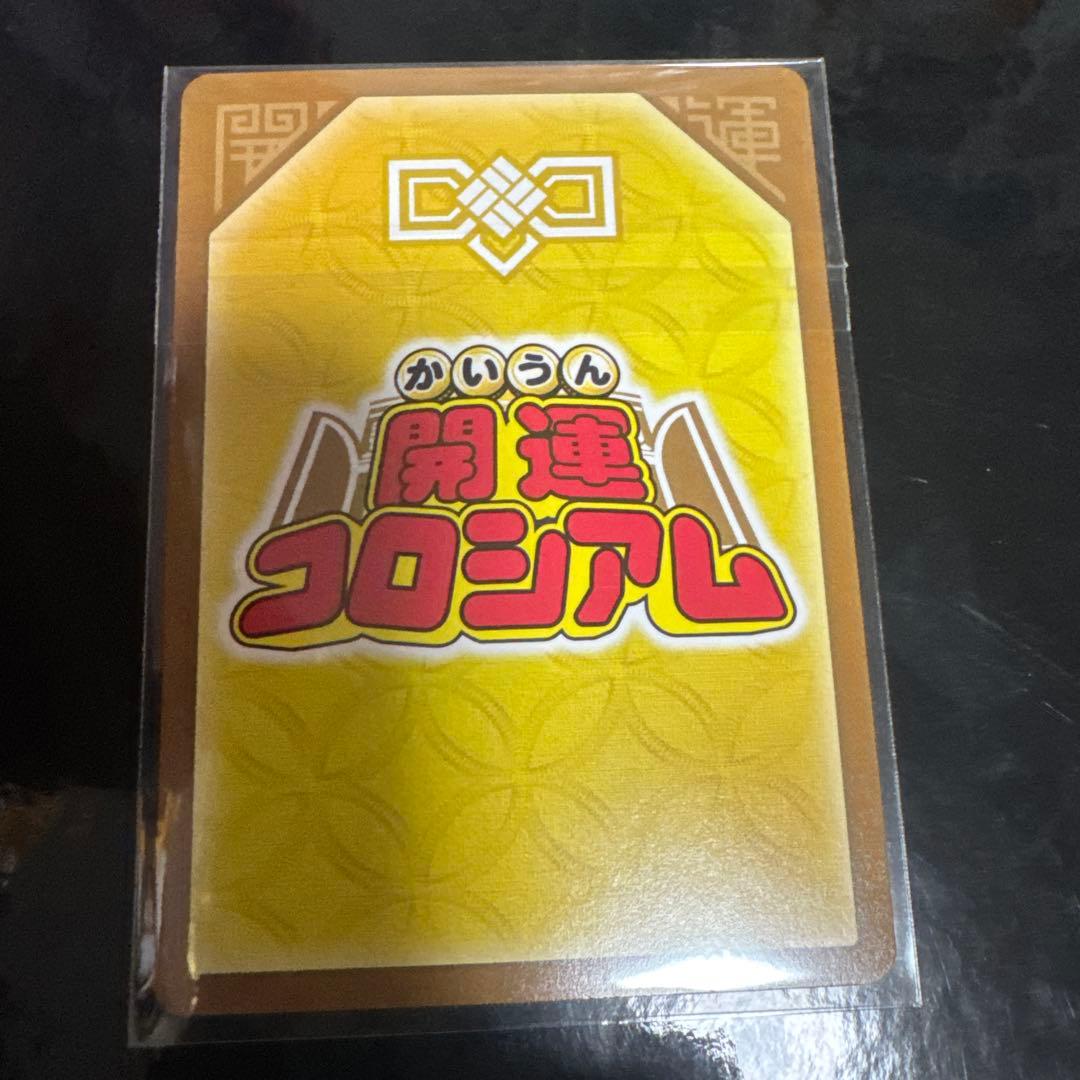 開 運
かいうん
開運
コロシアム